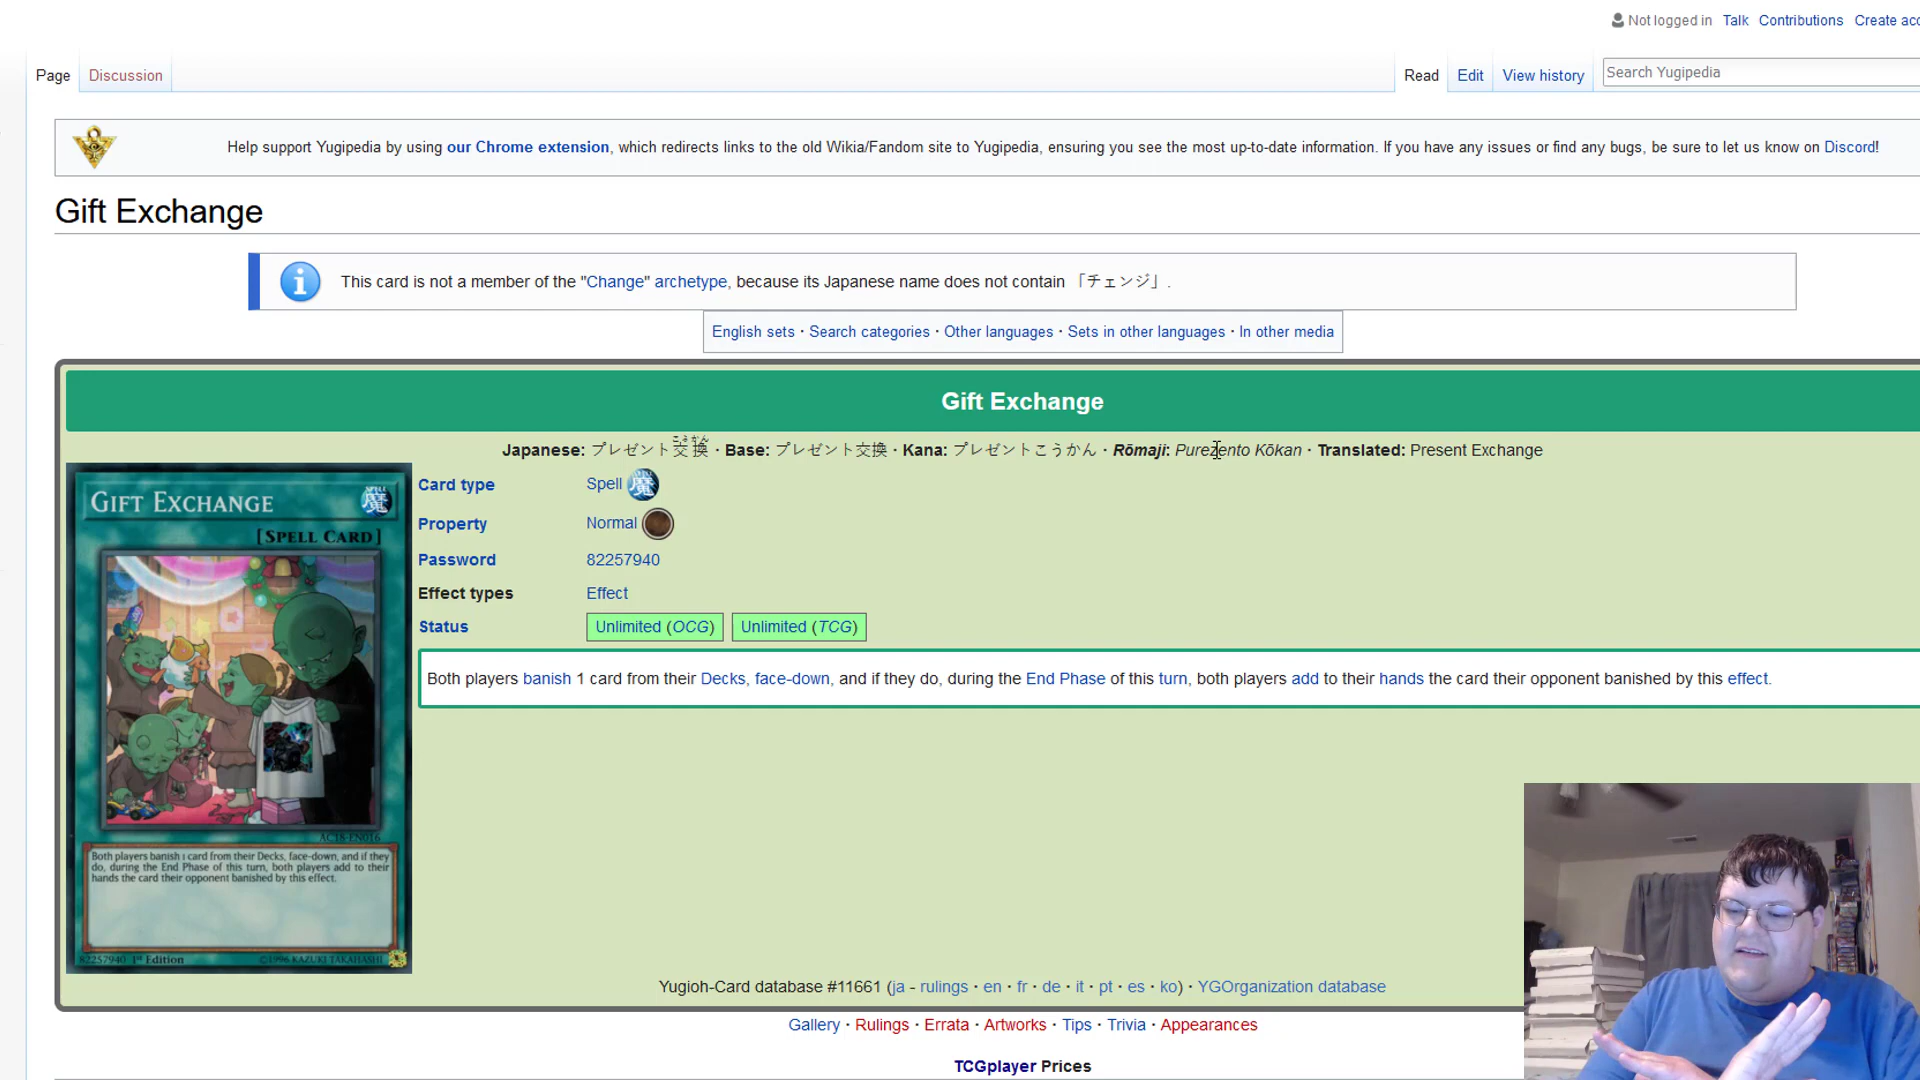 Not logged in Talk Contributions Create acc
Page Discussion Read Edit View history Search Yugipedia
Help support Yugipedia by using our Chrome extension, which redirects links to the old Wikia/Fandom site to Yugipedia, ensuring you see the most up-to-date information. If you have any issues or find any bugs, be sure to let us know on Discord!
Gift Exchange
This card is not a member of the "Change" archetype, because its Japanese name does not contain 「チェンジ」.
English sets · Search categories · Other languages · Sets in other languages · In other media
Gift Exchange
Japanese: プレゼント交換 · Base: プレゼント交換 · Kana: プレゼントこうかん · Rōmaji: Purezento Kōkan · Translated: Present Exchange
GIFT EXCHANGE
SPELL 魔
[SPELL CARD]
AC18-EN016
Both players banish 1 card from their Decks, face-down, and if they
do, during the End Phase of this turn, both players add to their
hands the card their opponent banished by this effect.
82257940 1st Edition ©1996 KAZUKI TAKAHASHI
Card type Spell 魔
Property Normal
Password 82257940
Effect types Effect
Status Unlimited (OCG) Unlimited (TCG)
Both players banish 1 card from their Decks, face-down, and if they do, during the End Phase of this turn, both players add to their hands the card their opponent banished by this effect.
Yugioh-Card database #11661 (ja - rulings · en · fr · de · it · pt · es · ko) · YGOrganization database
Gallery · Rulings · Errata · Artworks · Tips · Trivia · Appearances
TCGplayer Prices